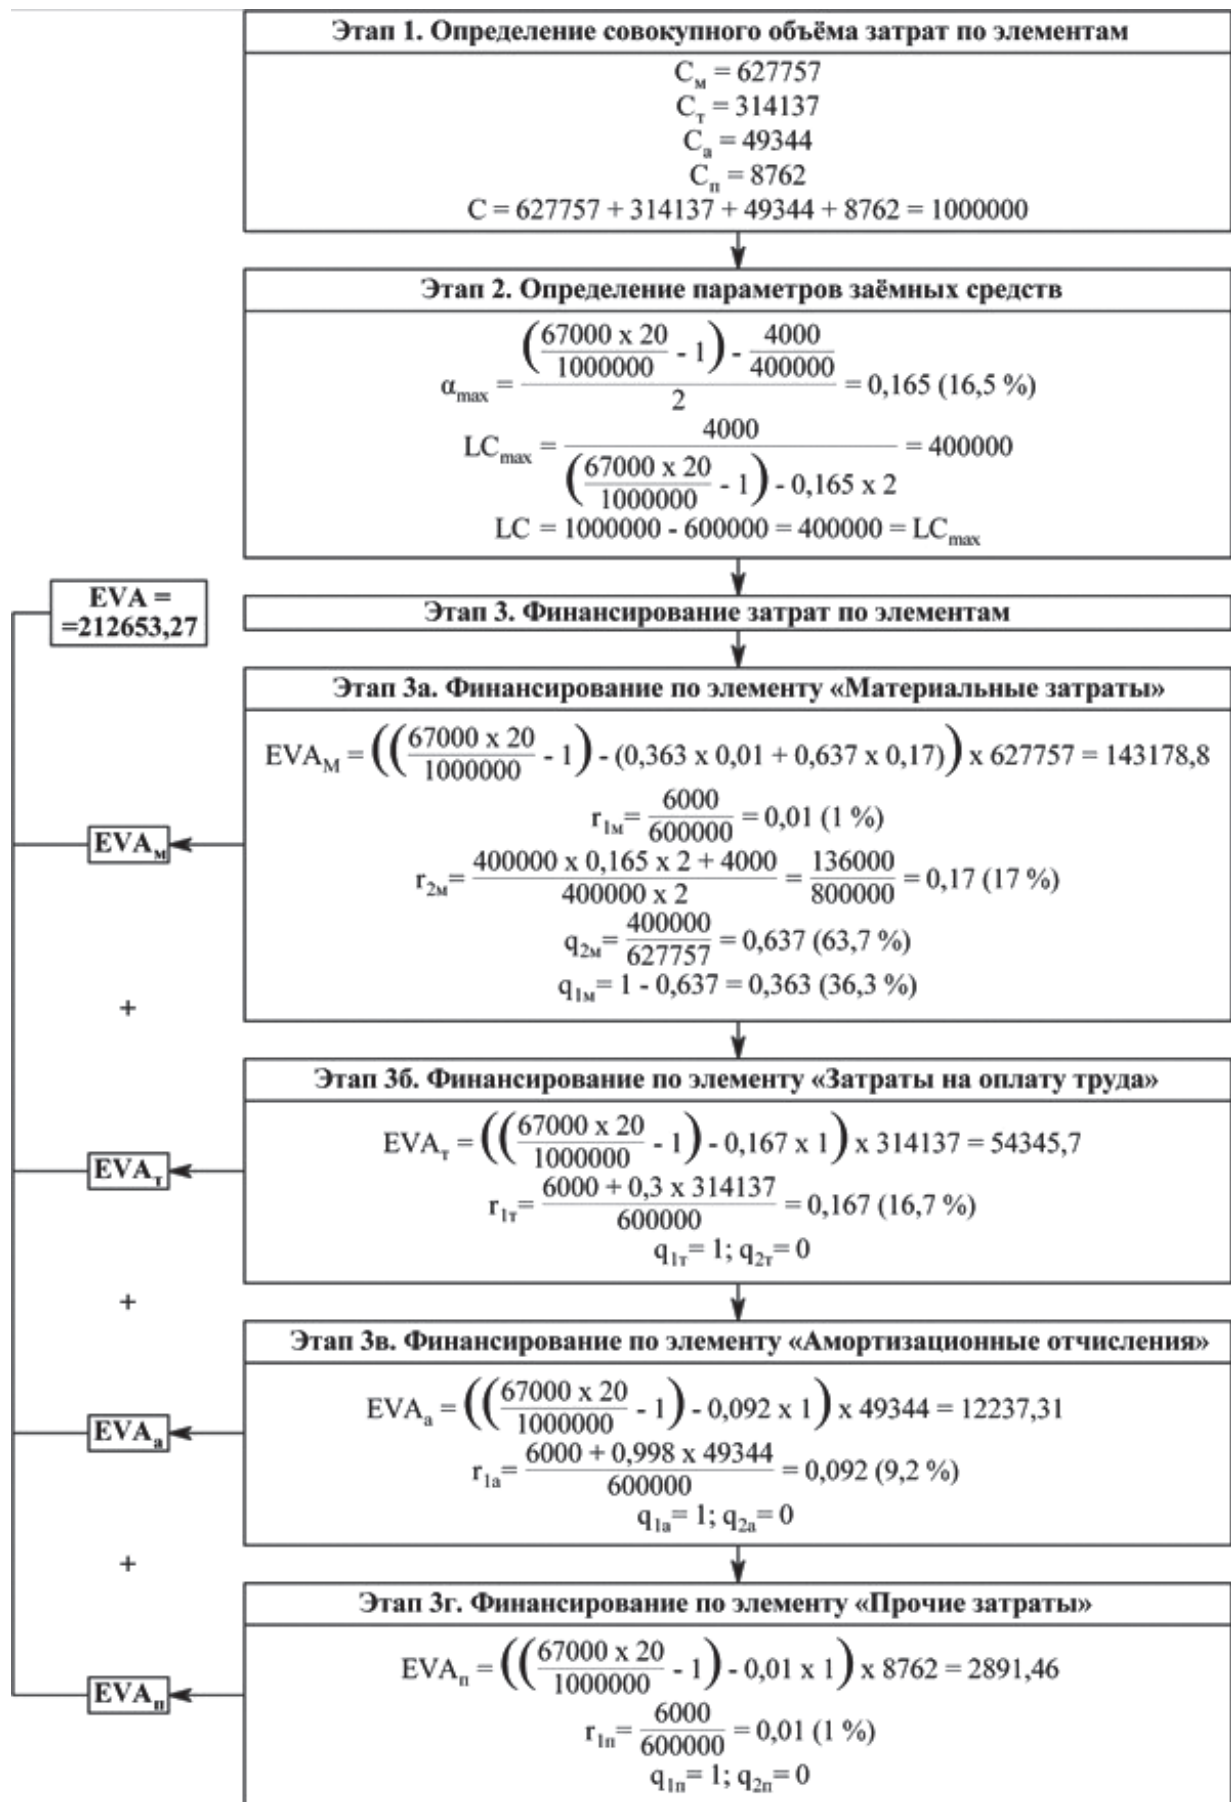 Этап 1. Определение совокупного объёма затрат по элементам
Cм = 627757
Cт = 314137
Cа = 49344
Cп = 8762
C = 627757 + 314137 + 49344 + 8762 = 1000000
Этап 2. Определение параметров заёмных средств
αmax = ((67000 x 20 / 1000000 - 1) - 4000 / 400000) / 2 = 0,165 (16,5 %)
LCmax = 4000 / ((67000 x 20 / 1000000 - 1) - 0,165 x 2) = 400000
LC = 1000000 - 600000 = 400000 = LCmax
EVA =
=212653,27
Этап 3. Финансирование затрат по элементам
Этап 3а. Финансирование по элементу «Материальные затраты»
EVAМ = ((67000 x 20 / 1000000 - 1) - (0,363 x 0,01 + 0,637 x 0,17)) x 627757 = 143178,8
r1м= 6000 / 600000 = 0,01 (1 %)
EVAм
r2м= 400000 x 0,165 x 2 + 4000 / 400000 x 2 = 136000 / 800000 = 0,17 (17 %)
q2м= 400000 / 627757 = 0,637 (63,7 %)
q1м= 1 - 0,637 = 0,363 (36,3 %)
+
Этап 3б. Финансирование по элементу «Затраты на оплату труда»
EVAт = ((67000 x 20 / 1000000 - 1) - 0,167 x 1) x 314137 = 54345,7
EVAт
r1т= 6000 + 0,3 x 314137 / 600000 = 0,167 (16,7 %)
q1т= 1; q2т= 0
+
Этап 3в. Финансирование по элементу «Амортизационные отчисления»
EVAа = ((67000 x 20 / 1000000 - 1) - 0,092 x 1) x 49344 = 12237,31
EVAа
r1а= 6000 + 0,998 x 49344 / 600000 = 0,092 (9,2 %)
q1а= 1; q2а= 0
+
Этап 3г. Финансирование по элементу «Прочие затраты»
EVAп = ((67000 x 20 / 1000000 - 1) - 0,01 x 1) x 8762 = 2891,46
EVAп
r1п= 6000 / 600000 = 0,01 (1 %)
q1п= 1; q2п= 0